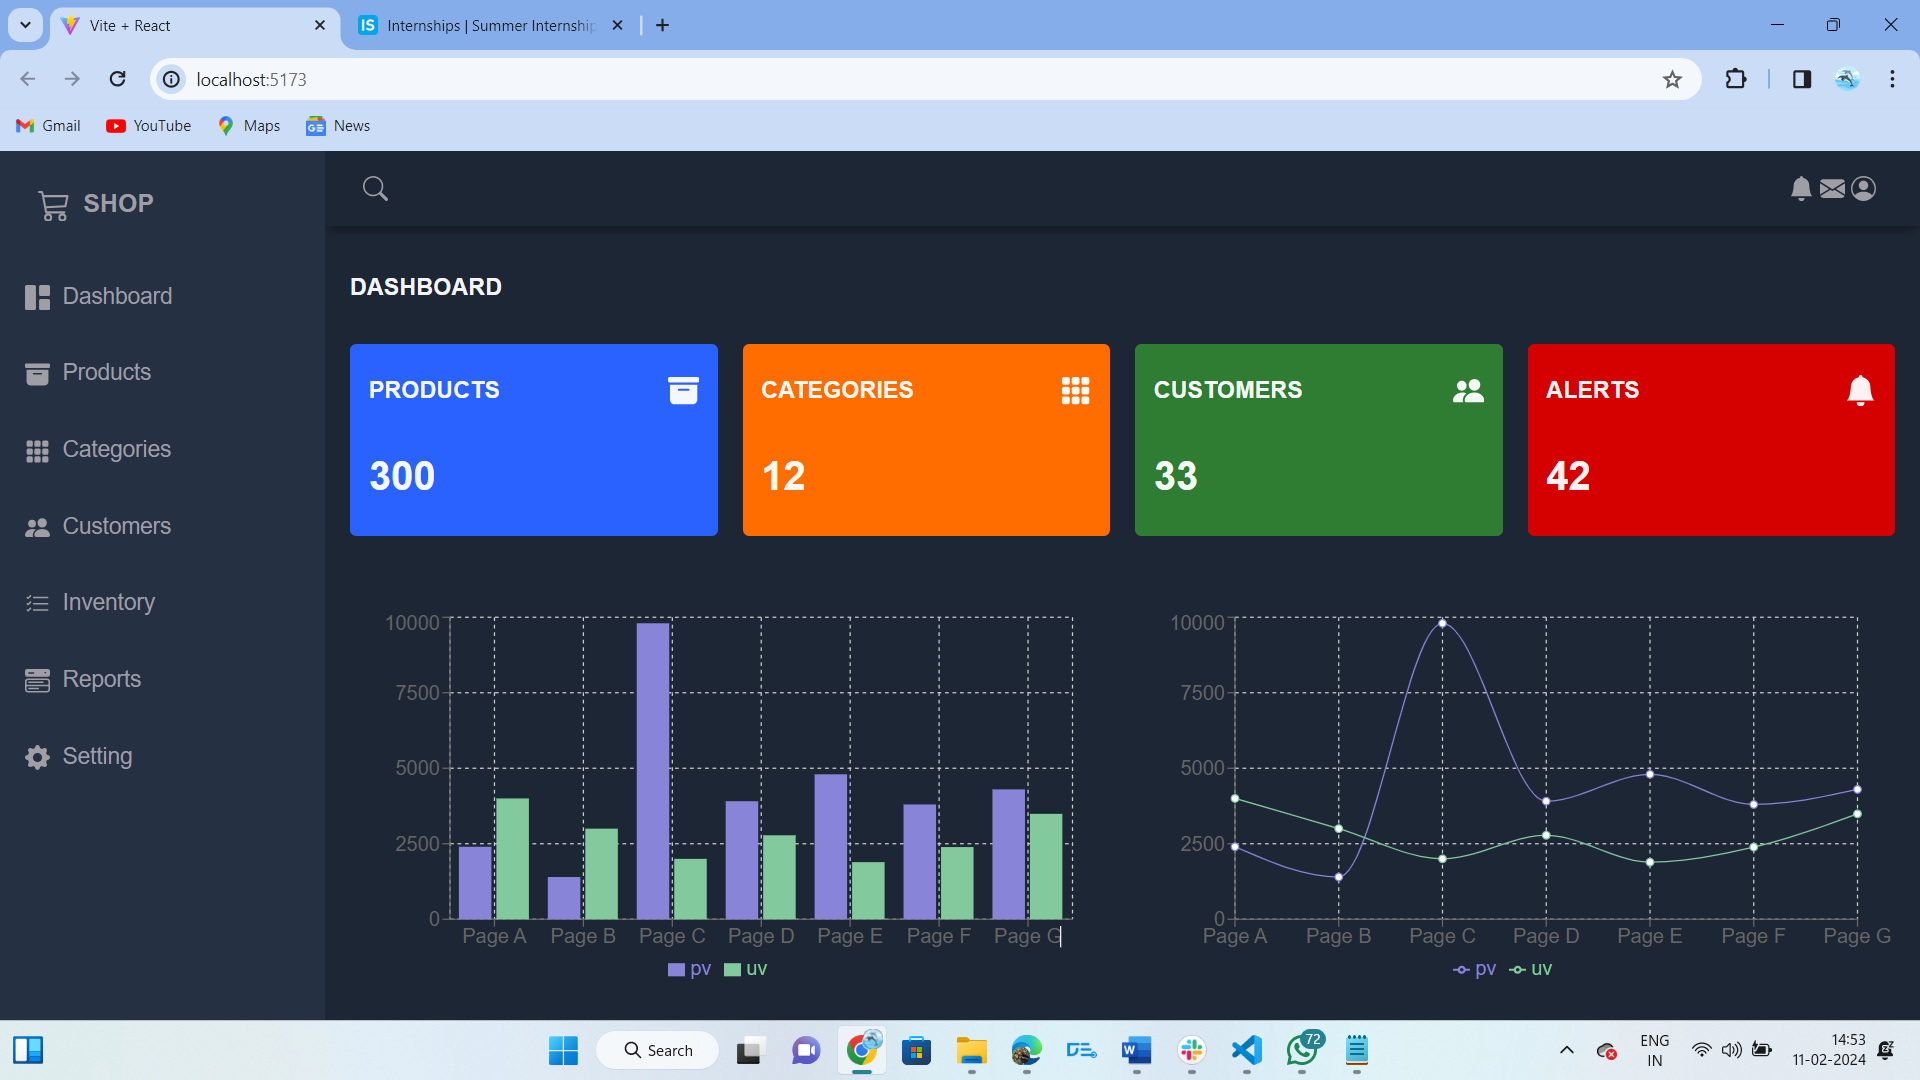 Vite + React
IS Internships | Summer Internship
localhost:5173
Gmail YouTube Maps News
SHOP
Dashboard
Products
Categories
Customers
Inventory
Reports
Setting
DASHBOARD
PRODUCTS
300
CATEGORIES
12
CUSTOMERS
33
ALERTS
42
10000
7500
5000
2500
0
Page A Page B Page C Page D Page E Page F Page G
pv uv
10000
7500
5000
2500
0
Page A Page B Page C Page D Page E Page F Page G
pv uv
Search
72
ENG
IN
14:53
11-02-2024